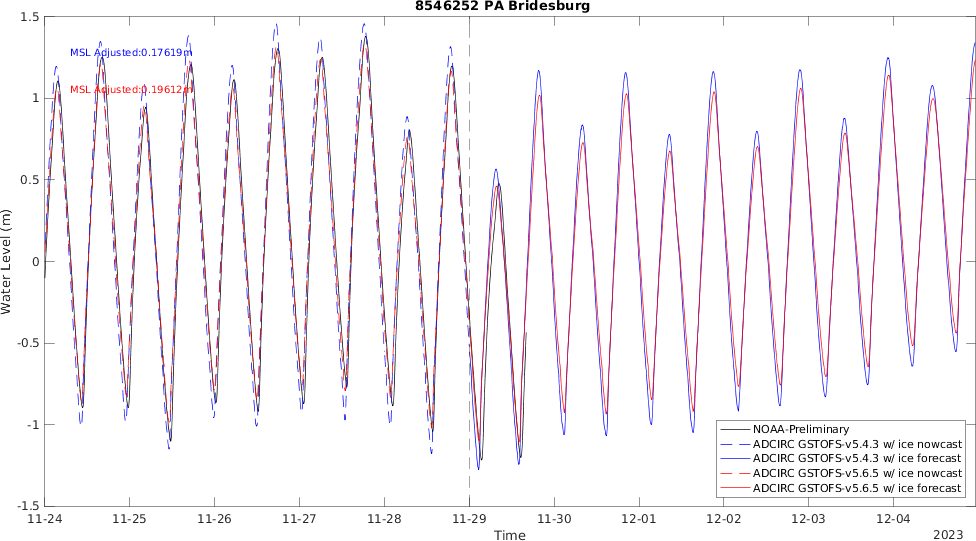 8546252 PA Bridesburg
1.5
1
0.5
0
-0.5
-1
-1.5
Water Level (m)
MSL Adjusted:0.17619m
MSL Adjusted:0.19612m
NOAA-Preliminary
ADCIRC GSTOFS-v5.4.3 w/ ice nowcast
ADCIRC GSTOFS-v5.4.3 w/ ice forecast
ADCIRC GSTOFS-v5.6.5 w/ ice nowcast
ADCIRC GSTOFS-v5.6.5 w/ ice forecast
11-24 11-25 11-26 11-27 11-28 11-29 11-30 12-01 12-02 12-03 12-04
Time
2023